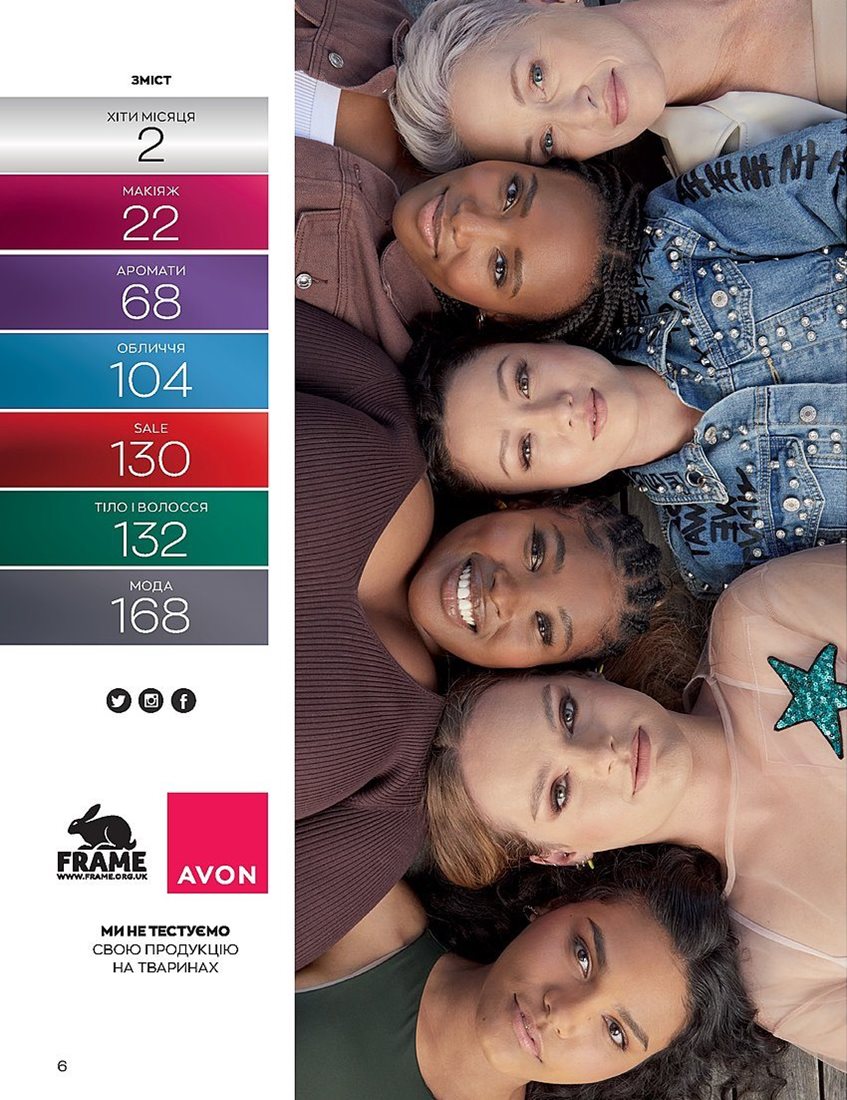 ЗМІСТ
ХІТИ МІСЯЦЯ
2
МАКІЯЖ
22
АРОМАТИ
68
ОБЛИЧЧЯ
104
SALE
130
ТІЛО І ВОЛОССЯ
132
МОДА
168
FRAME
WWW.FRAME.ORG.UK
AVON
МИ НЕ ТЕСТУЄМО
СВОЮ ПРОДУКЦІЮ
НА ТВАРИНАХ
6